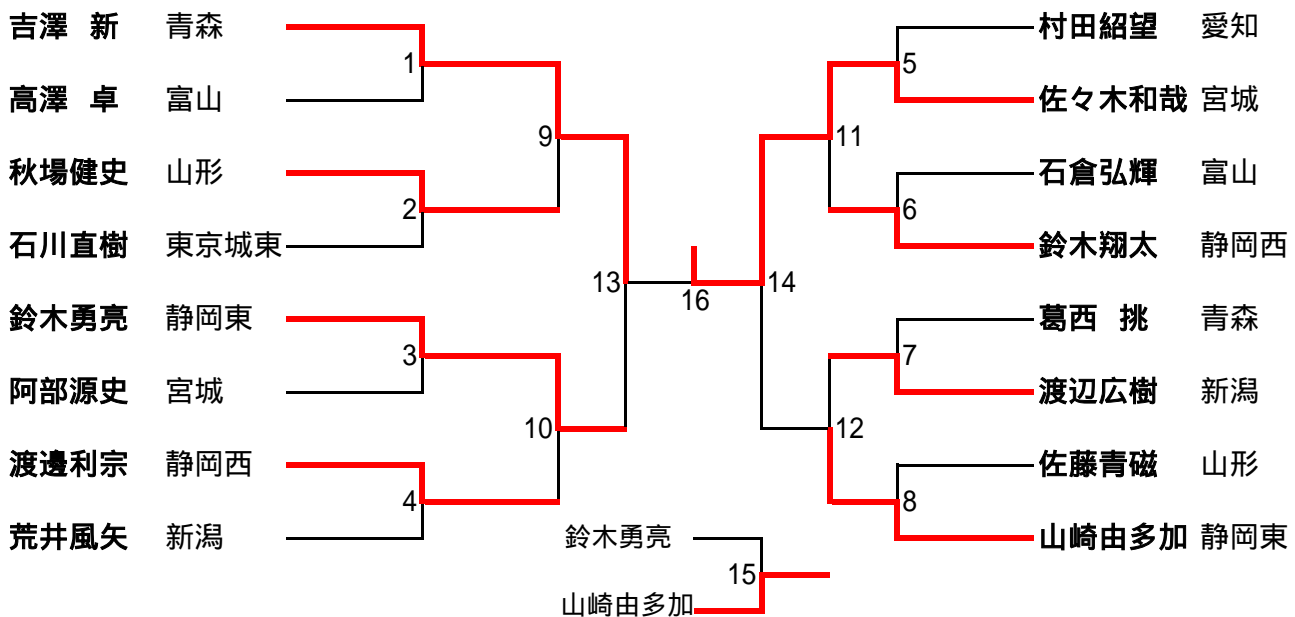 吉澤 新 青森
1
高澤 卓 富山
9
秋場健史 山形
2
石川直樹 東京城東
13
鈴木勇亮 静岡東
3
阿部源史 宮城
10
渡邊利宗 静岡西
4
荒井風矢 新潟
16
村田紹望 愛知
5
佐々木和哉 宮城
11
石倉弘輝 富山
6
鈴木翔太 静岡西
14
葛西 挑 青森
7
渡辺広樹 新潟
12
佐藤青磁 山形
8
山崎由多加 静岡東
鈴木勇亮
15
山崎由多加